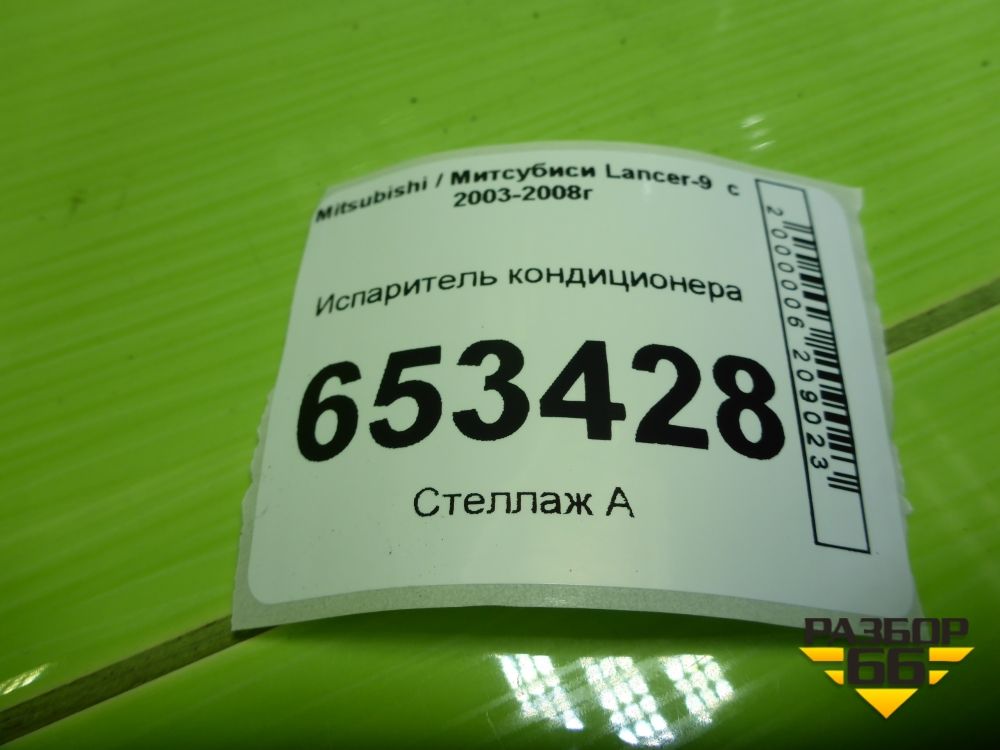 Mitsubishi / Митсубиси Lancer-9 с
2003-2008г
Испаритель кондиционера
653428
Стеллаж А
2000006209023
РАЗБОР
66